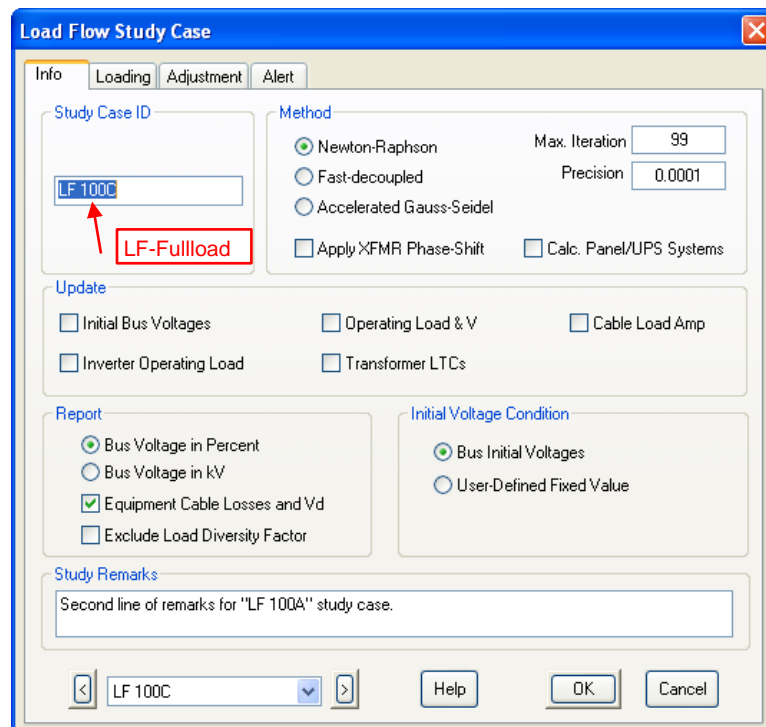 Load Flow Study Case
Info
Loading
Adjustment
Alert
Study Case ID
LF 100C
LF-Fullload
Method
Newton-Raphson
Fast-decoupled
Accelerated Gauss-Seidel
Max. Iteration
99
Precision
0.0001
Apply XFMR Phase-Shift
Calc. Panel/UPS Systems
Update
Initial Bus Voltages
Operating Load & V
Cable Load Amp
Inverter Operating Load
Transformer LTCs
Report
Bus Voltage in Percent
Bus Voltage in kV
Equipment Cable Losses and Vd
Exclude Load Diversity Factor
Initial Voltage Condition
Bus Initial Voltages
User-Defined Fixed Value
Study Remarks
Second line of remarks for "LF 100A" study case.
<
LF 100C
>
Help
OK
Cancel